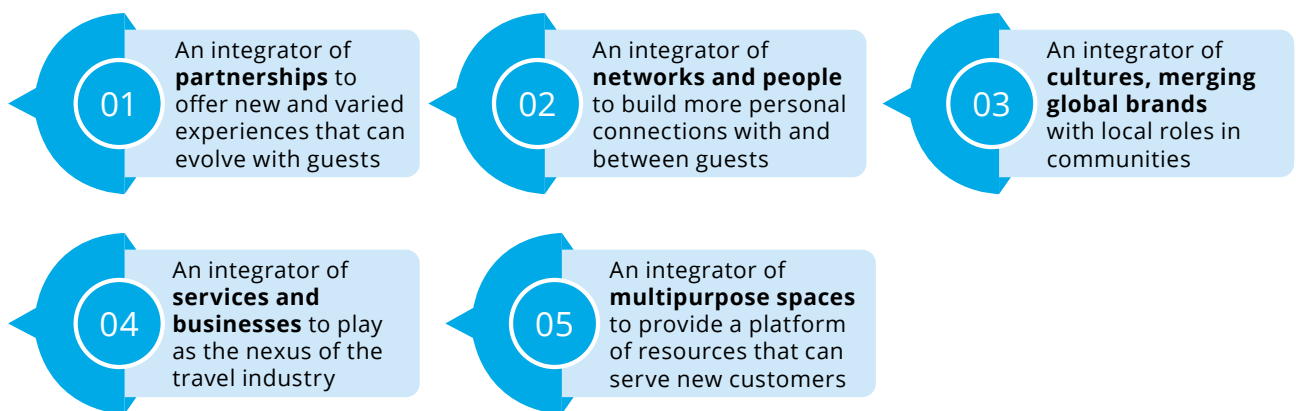 01
An integrator of
partnerships to
offer new and varied
experiences that can
evolve with guests
02
An integrator of
networks and people
to build more personal
connections with and
between guests
03
An integrator of
cultures, merging
global brands
with local roles in
communities
04
An integrator of
services and
businesses to play
as the nexus of the
travel industry
05
An integrator of
multipurpose spaces
to provide a platform
of resources that can
serve new customers